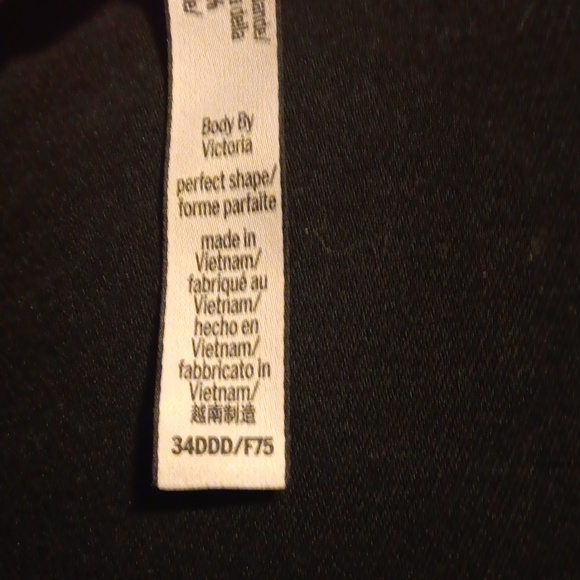 Body By
Victoria
perfect shape/
forme parfaite
made in
Vietnam/
fabriqué au
Vietnam/
hecho en
Vietnam/
fabbricato in
Vietnam/
越南制造
34DDD/F75